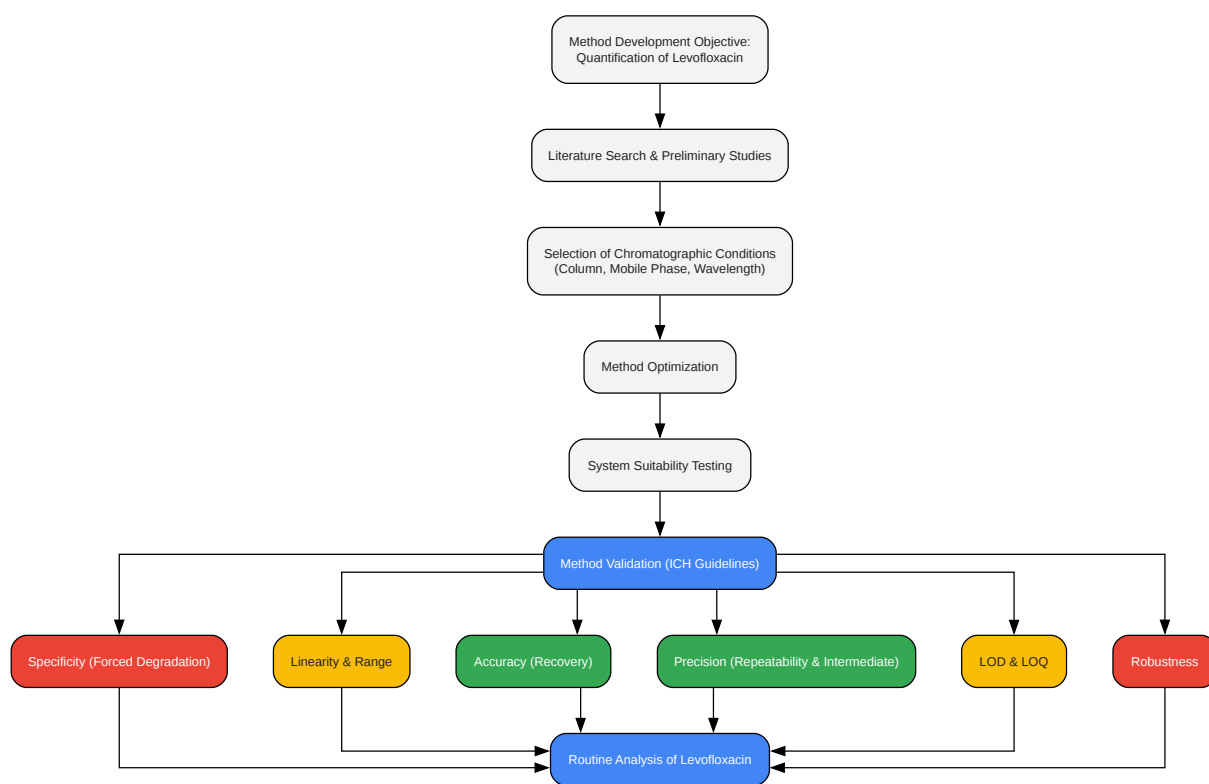 Method Development Objective:
Quantification of Levofloxacin
Literature Search & Preliminary Studies
Selection of Chromatographic Conditions
(Column, Mobile Phase, Wavelength)
Method Optimization
System Suitability Testing
Method Validation (ICH Guidelines)
Specificity (Forced Degradation)
Linearity & Range
Accuracy (Recovery)
Precision (Repeatability & Intermediate)
LOD & LOQ
Robustness
Routine Analysis of Levofloxacin